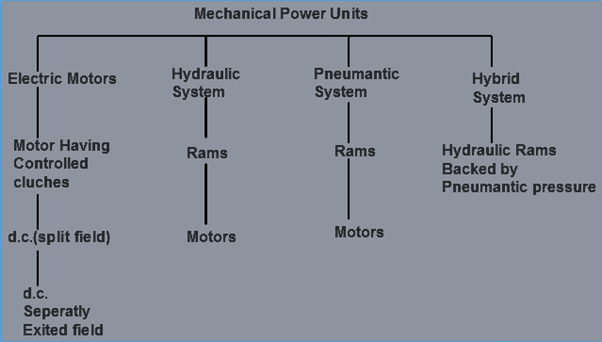 Mechanical Power Units
Electric Motors
Hydraulic
System
Pneumantic
System
Hybrid
System
Motor Having
Controlled
cluches
Rams
Rams
Hydraulic Rams
Backed by
Pneumantic pressure
d.c.(split field)
Motors
Motors
d.c.
Seperatly
Exited field